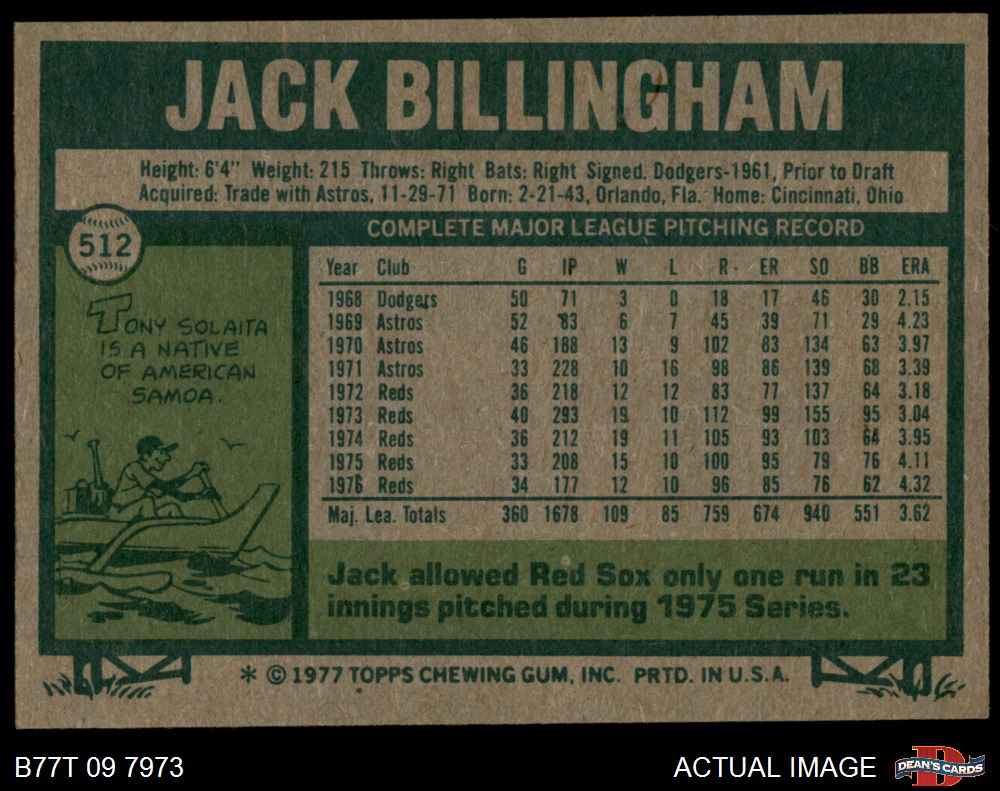 JACK BILLINGHAM
Height: 6'4" Weight: 215 Throws: Right Bats: Right Signed. Dodgers-1961, Prior to Draft
Acquired: Trade with Astros, 11-29-71 Born: 2-21-43, Orlando, Fla. Home: Cincinnati, Ohio
512
COMPLETE MAJOR LEAGUE PITCHING RECORD
Year Club G IP W L R ER SO BB ERA
1968 Dodgers 50 71 3 0 18 17 46 30 2.15
1969 Astros 52 83 6 7 45 39 71 29 4.23
1970 Astros 46 188 13 9 102 83 134 63 3.97
1971 Astros 33 228 10 16 98 86 139 68 3.39
1972 Reds 36 218 12 12 83 77 137 64 3.18
1973 Reds 40 293 19 10 112 99 155 95 3.04
1974 Reds 36 212 19 11 105 93 103 64 3.95
1975 Reds 33 208 15 10 100 95 79 76 4.11
1976 Reds 34 177 12 10 96 85 76 62 4.32
Maj. Lea. Totals 360 1678 109 85 759 674 940 551 3.62
TONY SOLAITA
IS A NATIVE
OF AMERICAN
SAMOA.
Jack allowed Red Sox only one run in 23
innings pitched during 1975 Series.
* © 1977 TOPPS CHEWING GUM, INC. PRTD. IN U.S.A.
B77T 09 7973
ACTUAL IMAGE
D
DEAN'S CARDS